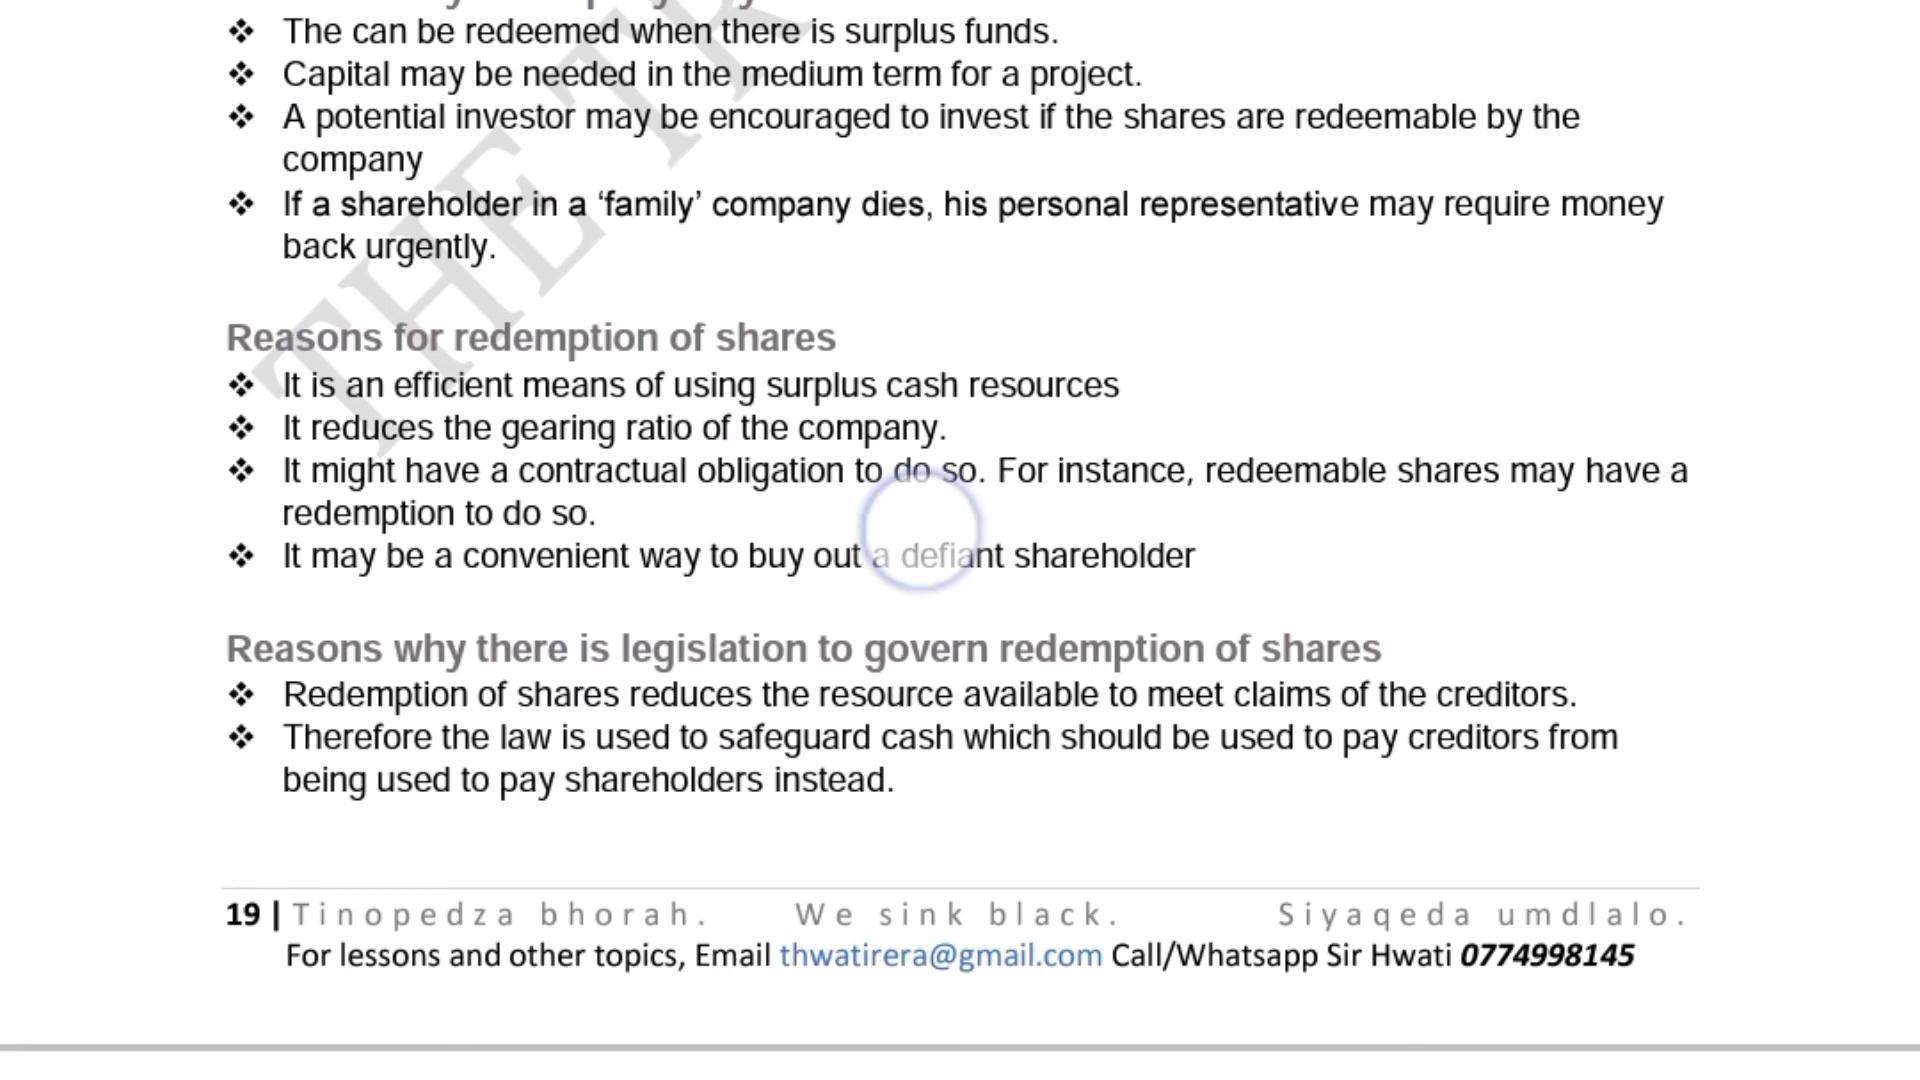 ❖ The can be redeemed when there is surplus funds.
❖ Capital may be needed in the medium term for a project.
❖ A potential investor may be encouraged to invest if the shares are redeemable by the
company
❖ If a shareholder in a ‘family’ company dies, his personal representative may require money
back urgently.
Reasons for redemption of shares
❖ It is an efficient means of using surplus cash resources
❖ It reduces the gearing ratio of the company.
❖ It might have a contractual obligation to do so. For instance, redeemable shares may have a
redemption to do so.
❖ It may be a convenient way to buy out a defiant shareholder
Reasons why there is legislation to govern redemption of shares
❖ Redemption of shares reduces the resource available to meet claims of the creditors.
❖ Therefore the law is used to safeguard cash which should be used to pay creditors from
being used to pay shareholders instead.
19 | Tinopedza bhorah. We sink black. Siyaqeda umdlalo.
For lessons and other topics, Email thwatirera@gmail.com Call/Whatsapp Sir Hwati 0774998145
THE